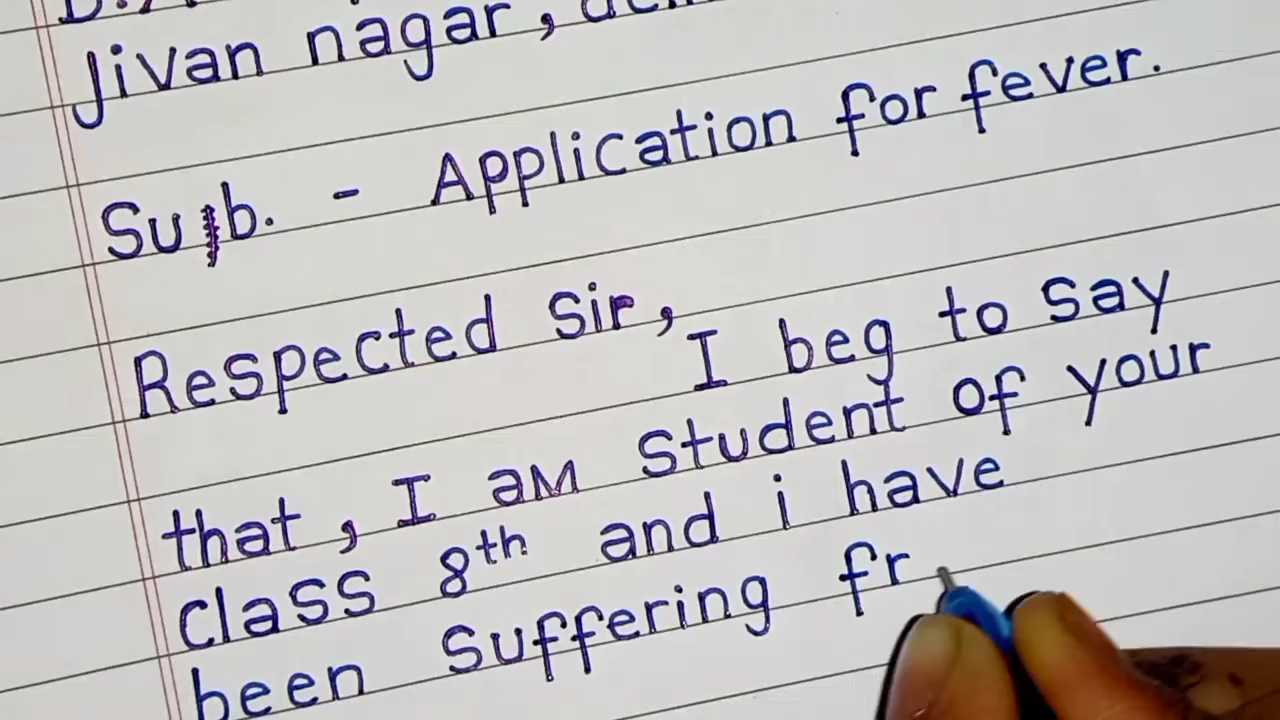 Jivan nagar,
Sub. - Application for fever.
Respected Sir,
I beg to say
that, I am student of your
class 8th and i have
been suffering fr